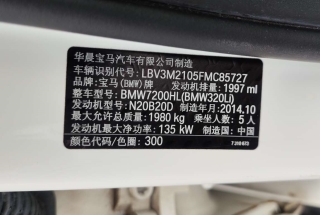 华晨宝马汽车有限公司制造
车辆识别代号:LBV3M2105FMC85727
品牌:宝马(BMW)牌 发动机排量:1997 ml
整车型号:BMW7200HL(BMW320Li)
发动机型号:N20B20D 制造年月:2014.10
最大允许总质量:1980 kg 乘坐人数:5 人
发动机最大净功率:135 kW 制造国:中国
颜色代码/色圈:300